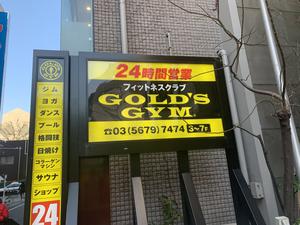 GOLD'S GYM
ジム
ヨガ
ダンス
プール
格闘技
日焼け
コラーゲン
マシン
サウナ
ショップ
24
24時間営業
フィットネスクラブ
GOLD'S
GYM
☎03(5679)7474 3~7F